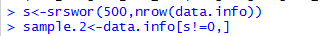 > s<-srswor(500,nrow(data.info))
> sample.2<-data.info[s!=0,]